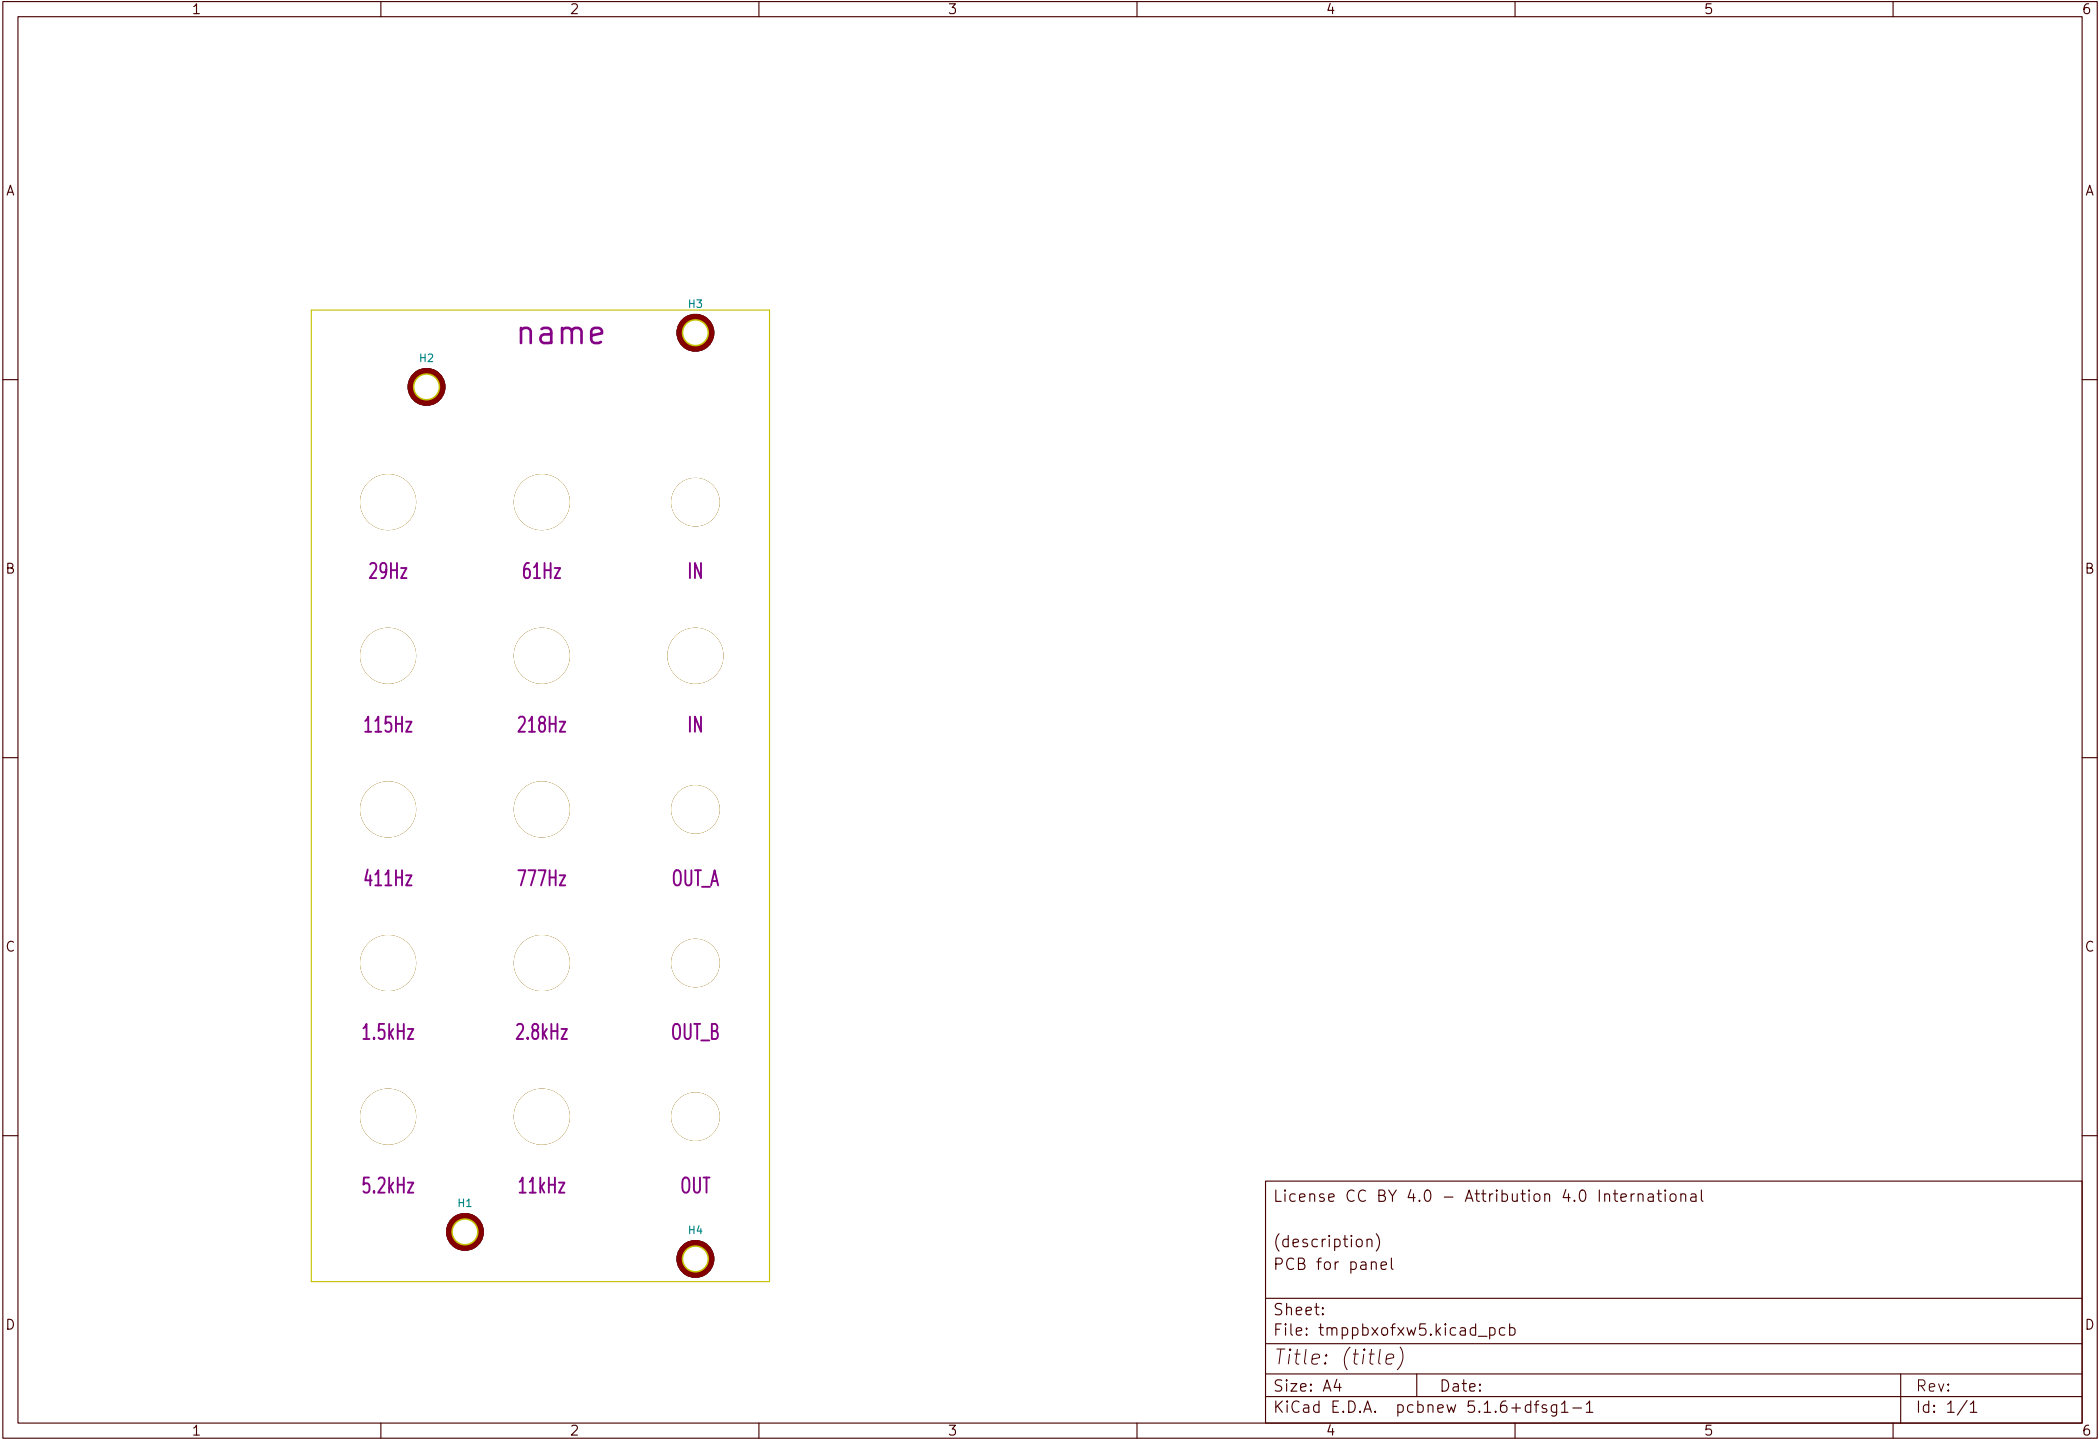 1 2 3 4 5 6
A A
H3
name
H2
29Hz 61Hz IN
B B
115Hz 218Hz IN
411Hz 777Hz OUT_A
C C
1.5kHz 2.8kHz OUT_B
5.2kHz 11kHz OUT
H1
H4
License CC BY 4.0 - Attribution 4.0 International
(description)
PCB for panel
Sheet:
File: tmppbxofxw5.kicad_pcb
D D
Title: (title)
Size: A4 Date: Rev:
KiCad E.D.A. pcbnew 5.1.6+dfsg1-1 Id: 1/1
1 2 3 4 5 6